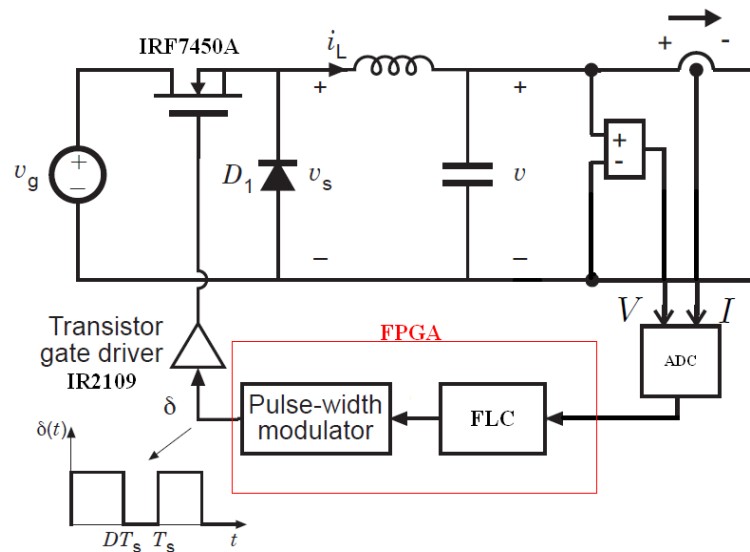 IRF7450A
i_L
+ -
+ + +
- -
v_g
D_1
v_s
v
+
-
V
I
Transistor
gate driver
IR2109
FPGA
ADC
δ
Pulse-width
modulator
FLC
δ(t)
DT_s T_s t
+
-